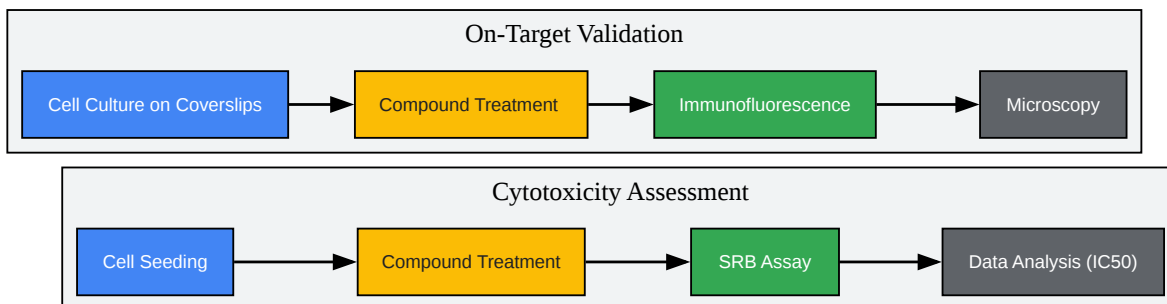 On-Target Validation
Cell Culture on Coverslips
Compound Treatment
Immunofluorescence
Microscopy
Cytotoxicity Assessment
Cell Seeding
Compound Treatment
SRB Assay
Data Analysis (IC50)